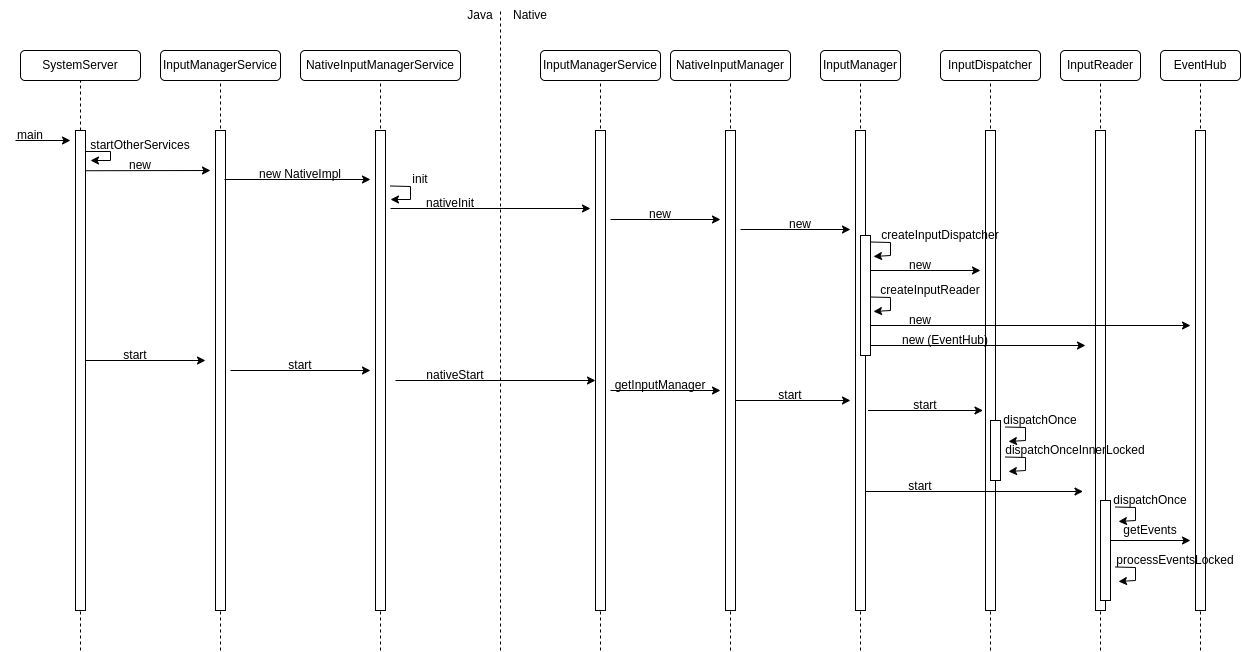 Java
Native
SystemServer
InputManagerService
NativeInputManagerService
InputManagerService
NativeInputManager
InputManager
InputDispatcher
InputReader
EventHub
main
startOtherServices
new
new NativeImpl
init
nativeInit
new
new
createInputDispatcher
new
createInputReader
new
new (EventHub)
start
start
nativeStart
getInputManager
start
start
dispatchOnce
dispatchOnceInnerLocked
start
dispatchOnce
getEvents
processEventsLocked